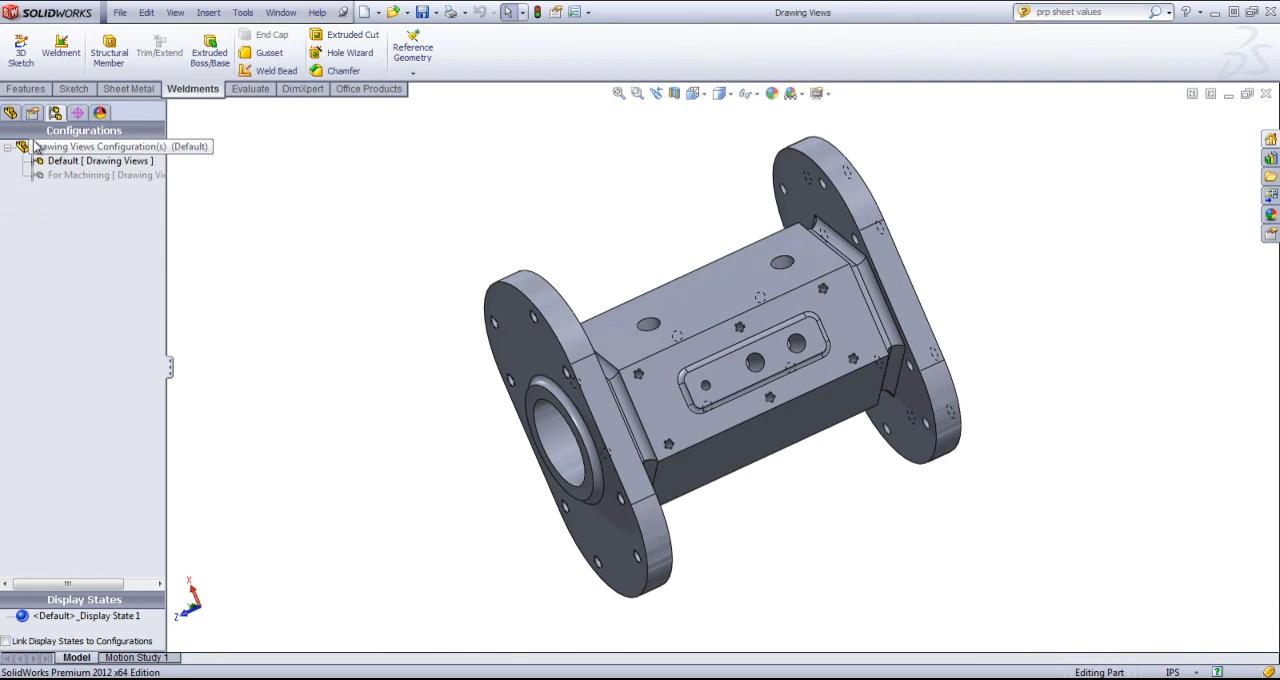 SOLIDWORKS File Edit View Insert Tools Window Help Drawing Views prp sheet values
3D Sketch
Weldment
Structural Member
Trim/Extend
Extruded Boss/Base
End Cap
Gusset
Weld Bead
Extruded Cut
Hole Wizard
Chamfer
Reference Geometry
Features Sketch Sheet Metal Weldments Evaluate DimXpert Office Products
Configurations
rawing Views Configuration(s) (Default)
Default [ Drawing Views ]
For Machining [ Drawing Vi
Display States
<Default>_Display State 1
Link Display States to Configurations
X
Z
Model Motion Study 1
SolidWorks Premium 2012 x64 Edition Editing Part IPS